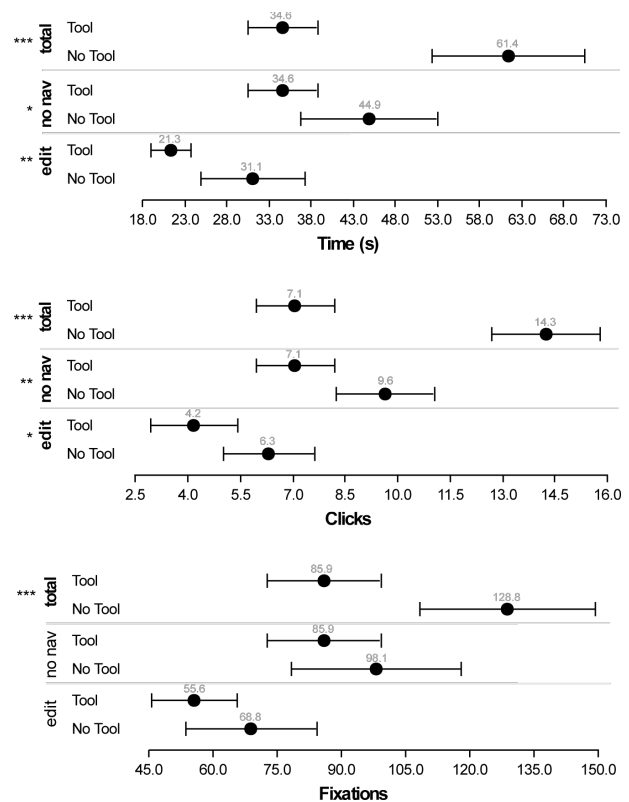 34.6
*** total Tool
61.4
No Tool
34.6
* no nav Tool
44.9
No Tool
21.3
** edit Tool
31.1
No Tool
18.0 23.0 28.0 33.0 38.0 43.0 48.0 53.0 58.0 63.0 68.0 73.0
Time (s)
7.1
*** total Tool
14.3
No Tool
7.1
** no nav Tool
9.6
No Tool
4.2
* edit Tool
6.3
No Tool
2.5 4.0 5.5 7.0 8.5 10.0 11.5 13.0 14.5 16.0
Clicks
85.9
*** total Tool
128.8
No Tool
85.9
no nav Tool
98.1
No Tool
55.6
edit Tool
68.8
No Tool
45.0 60.0 75.0 90.0 105.0 120.0 135.0 150.0
Fixations